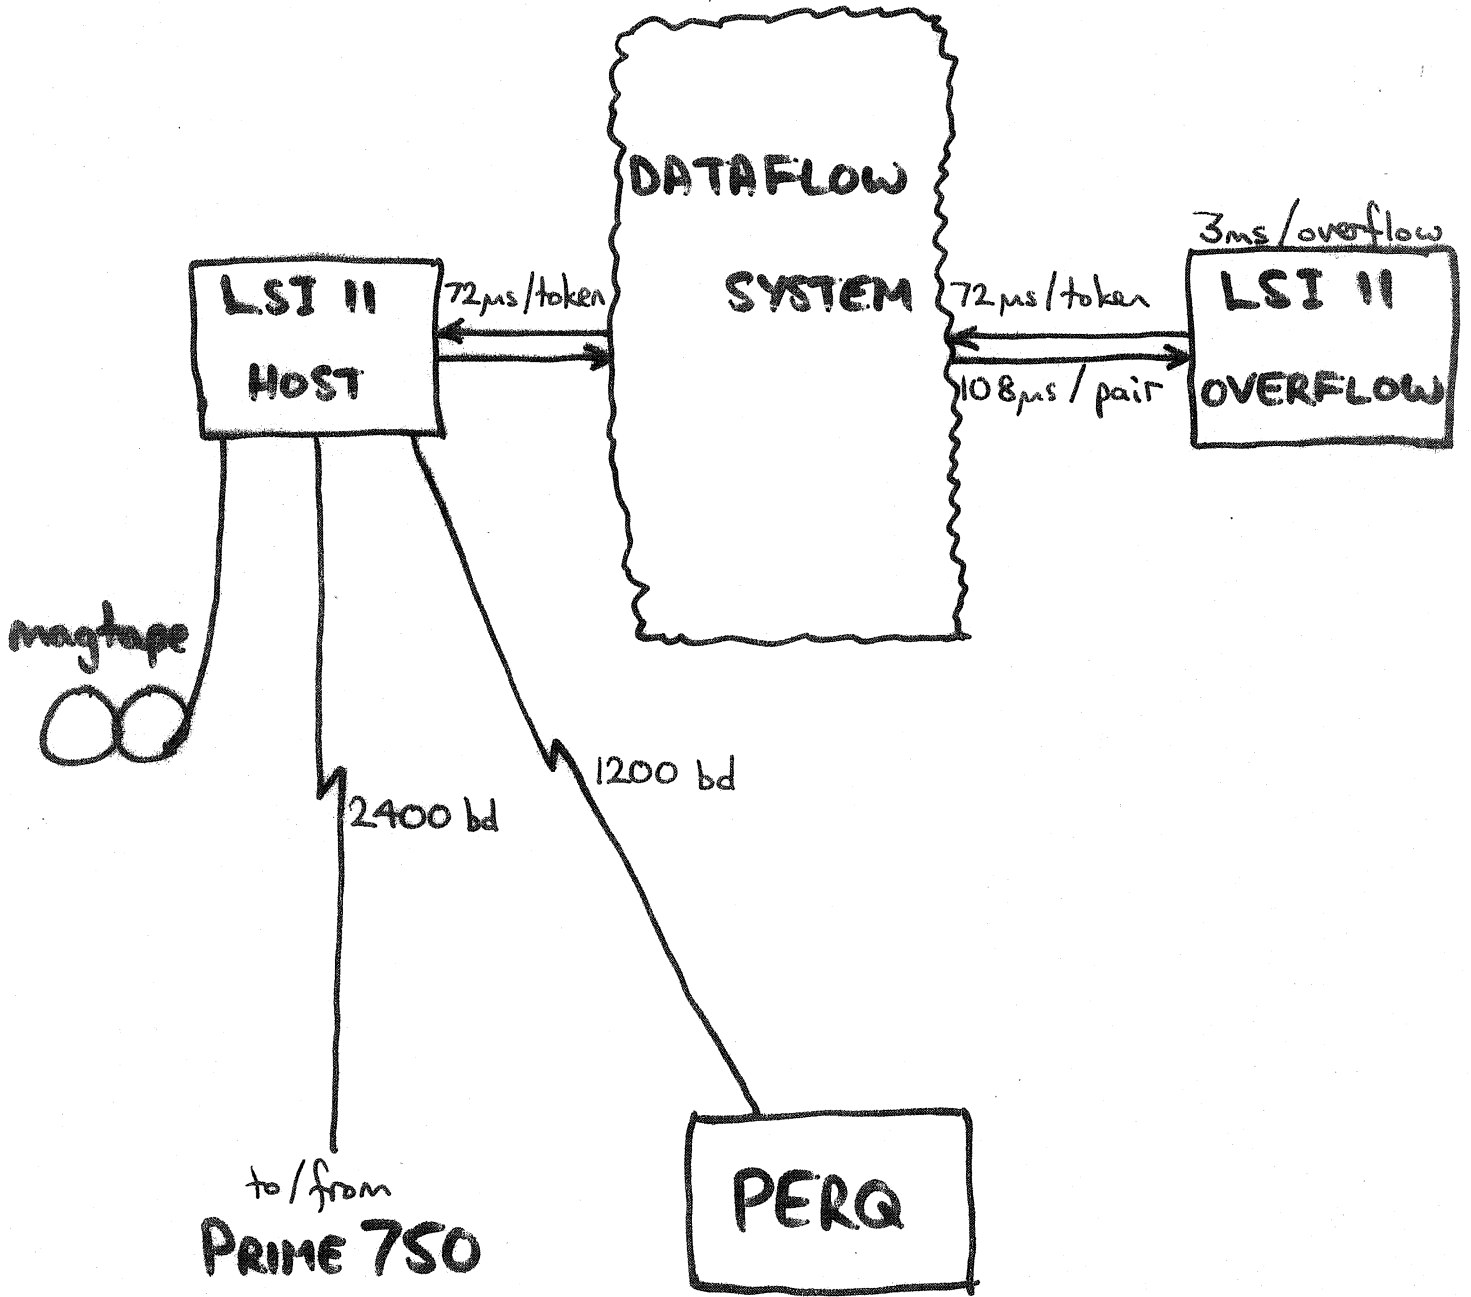 DATAFLOW
SYSTEM
3ms/overflow
LSI 11
HOST
72μs/token
72μs/token
108μs/pair
LSI 11
OVERFLOW
magtape
1200 bd
2400 bd
to/from
PRIME 750
PERQ